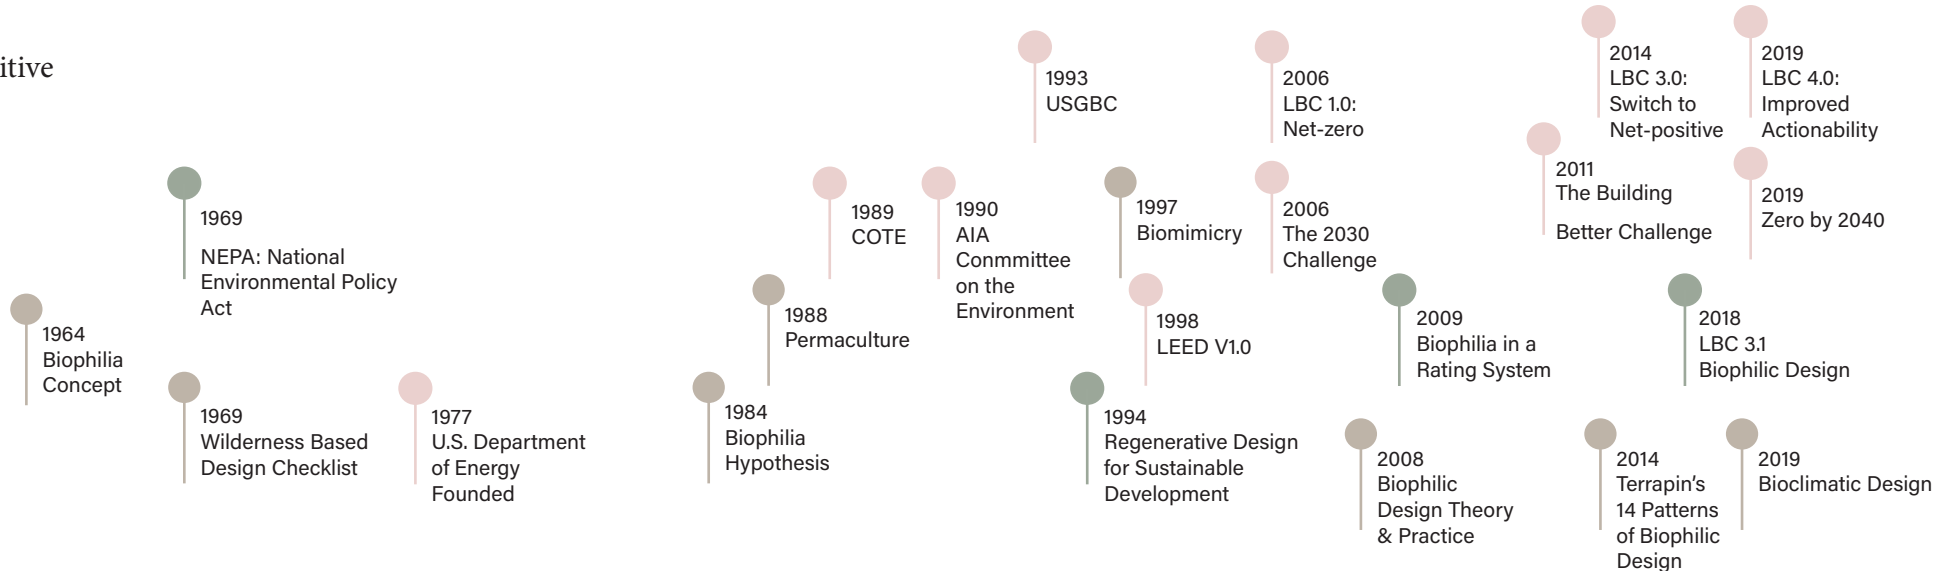 itive
1964
Biophilia
Concept
1969
NEPA: National
Environmental Policy
Act
1969
Wilderness Based
Design Checklist
1977
U.S. Department
of Energy
Founded
1984
Biophilia
Hypothesis
1988
Permaculture
1989
COTE
1990
AIA
Conmmittee
on the
Environment
1993
USGBC
1994
Regenerative Design
for Sustainable
Development
1997
Biomimicry
1998
LEED V1.0
2006
LBC 1.0:
Net-zero
2006
The 2030
Challenge
2008
Biophilic
Design Theory
& Practice
2009
Biophilia in a
Rating System
2011
The Building
Better Challenge
2014
LBC 3.0:
Switch to
Net-positive
2014
Terrapin's
14 Patterns
of Biophilic
Design
2018
LBC 3.1
Biophilic Design
2019
LBC 4.0:
Improved
Actionability
2019
Zero by 2040
2019
Bioclimatic Design